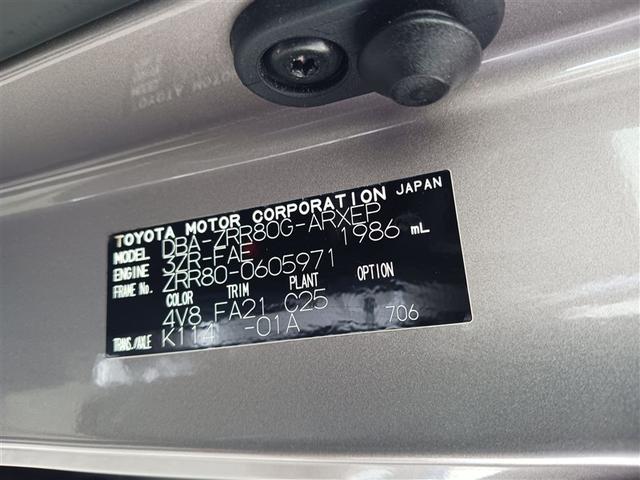 TOYOTA MOTOR CORPORATION JAPAN
MODEL DBA-ZRR80G-ARXEP
ENGINE 3ZR-FAE 1986 mL
FRAME No. ZRR80-0605971
COLOR TRIM PLANT OPTION
4V8 FA21 C25
TRANS./AXLE K114 -01A 706